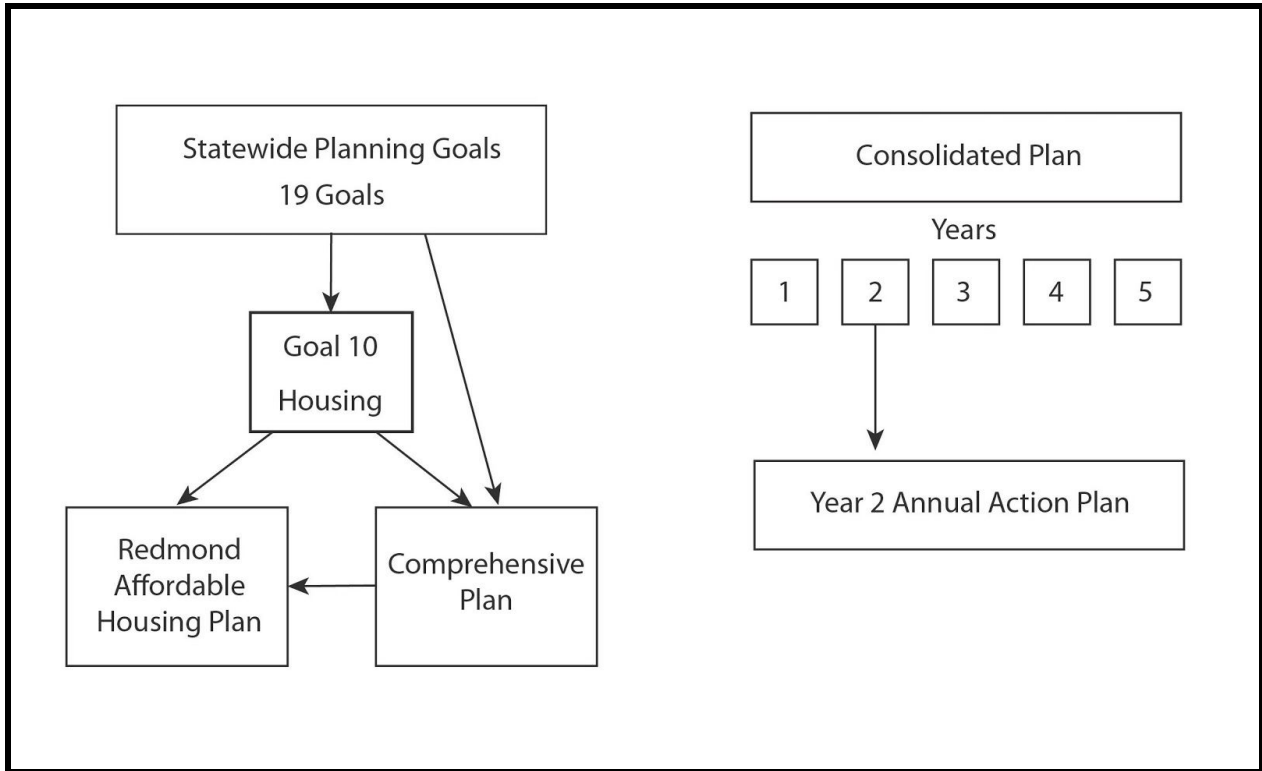 Statewide Planning Goals
19 Goals
Goal 10
Housing
Redmond
Affordable
Housing Plan
Comprehensive
Plan
Consolidated Plan
Years
1 2 3 4 5
Year 2 Annual Action Plan